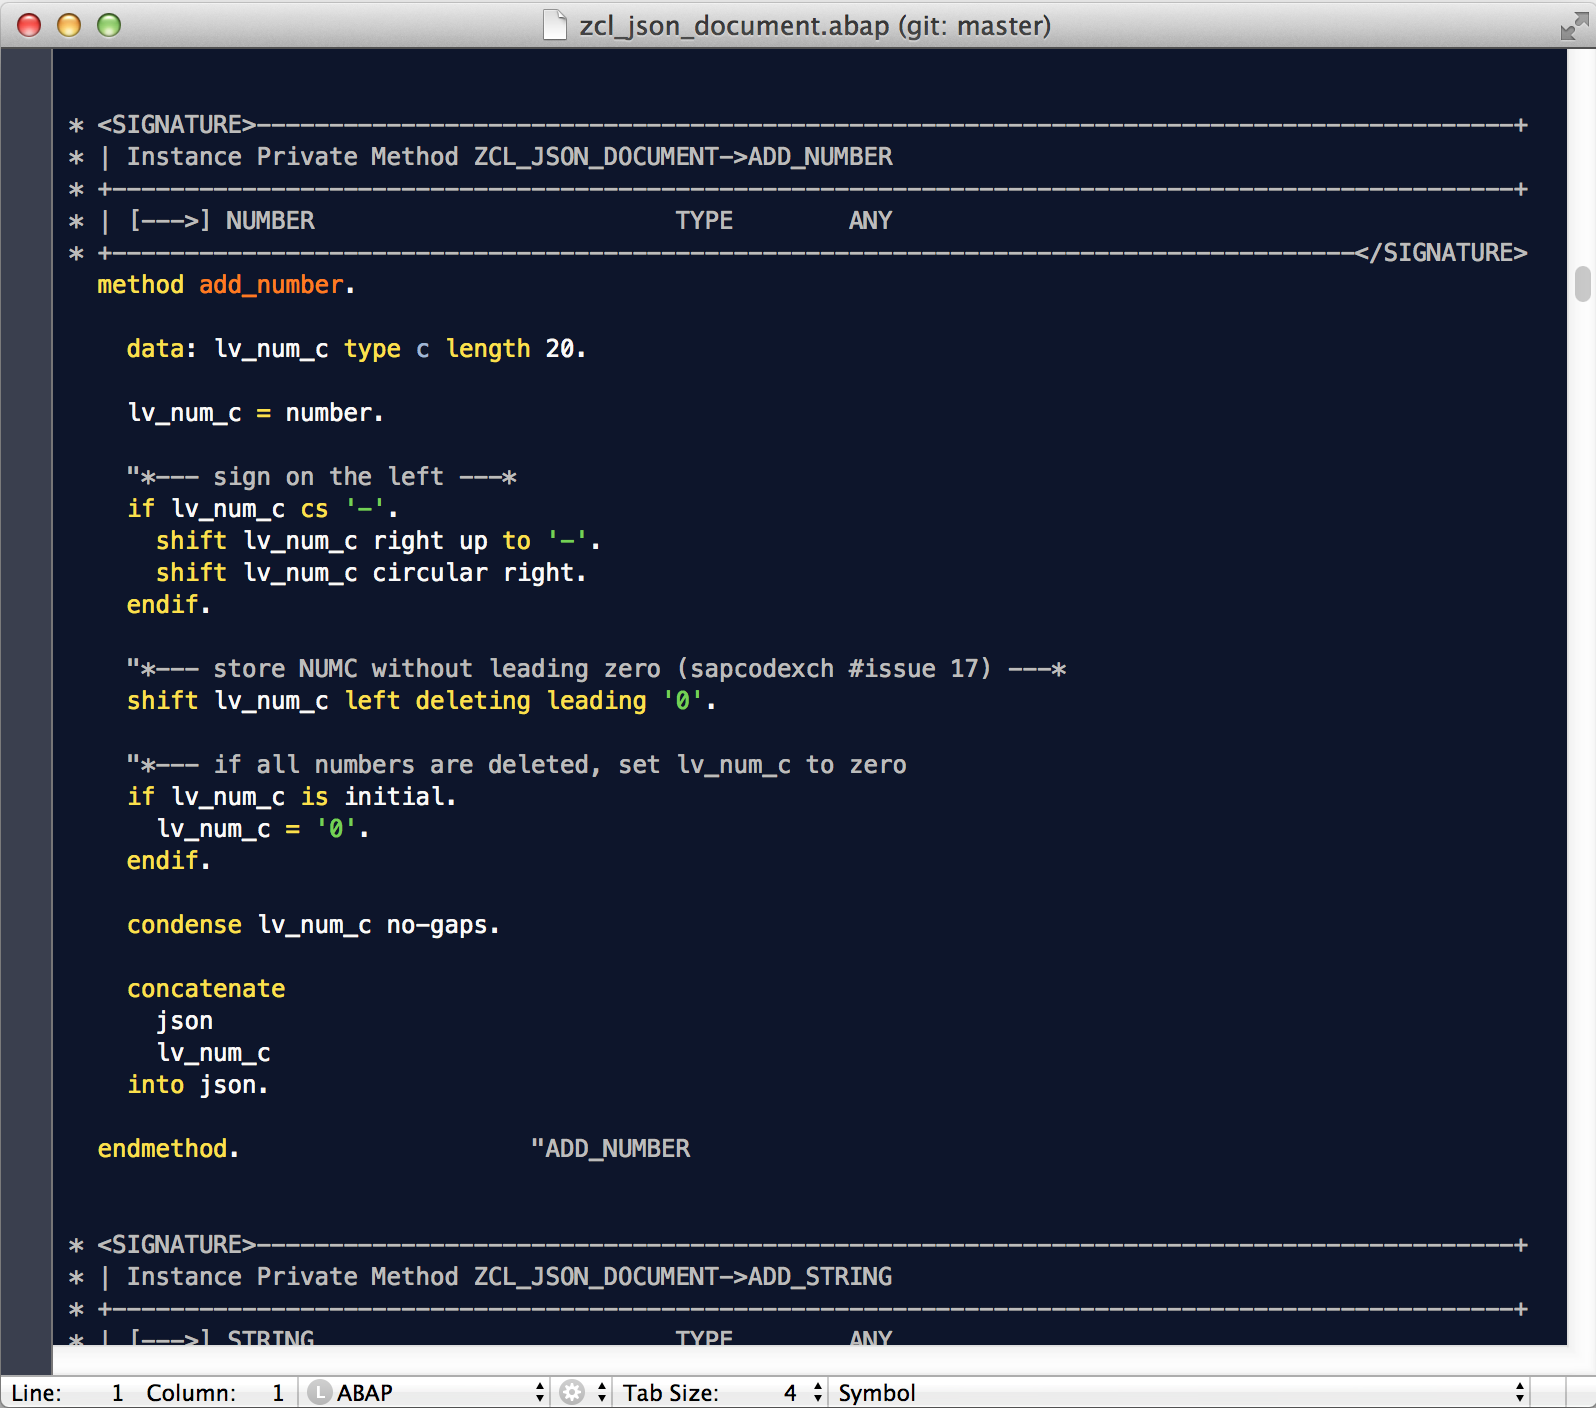 zcl_json_document.abap (git: master)
* <SIGNATURE>---------------------------------------------------------------------------------------+
* | Instance Private Method ZCL_JSON_DOCUMENT->ADD_NUMBER
* +-------------------------------------------------------------------------------------------------+
* | [--->] NUMBER                         TYPE        ANY
* +--------------------------------------------------------------------------------------</SIGNATURE>
  method add_number.
    data: lv_num_c type c length 20.
    lv_num_c = number.
    "*--- sign on the left ---*
    if lv_num_c cs '-'.
      shift lv_num_c right up to '-'.
      shift lv_num_c circular right.
    endif.
    "*--- store NUMC without leading zero (sapcodexch #issue 17) ---*
    shift lv_num_c left deleting leading '0'.
    "*--- if all numbers are deleted, set lv_num_c to zero
    if lv_num_c is initial.
      lv_num_c = '0'.
    endif.
    condense lv_num_c no-gaps.
    concatenate
      json
      lv_num_c
    into json.
  endmethod.                    "ADD_NUMBER
* <SIGNATURE>---------------------------------------------------------------------------------------+
* | Instance Private Method ZCL_JSON_DOCUMENT->ADD_STRING
* +-------------------------------------------------------------------------------------------------+
* | [--->] STRING                         TYPE        ANY
Line: 1 Column: 1 L ABAP Tab Size: 4 Symbol